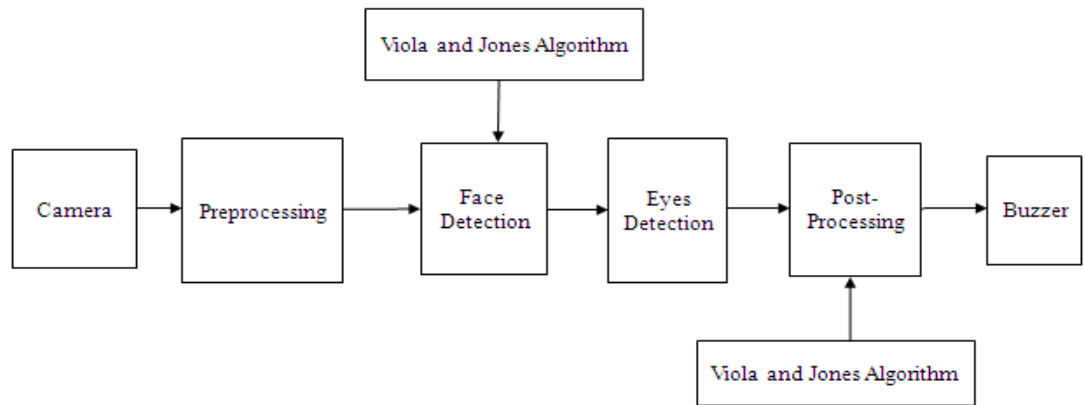 Viola and Jones Algorithm
Camera
Preprocessing
Face
Detection
Eyes
Detection
Post-
Processing
Buzzer
Viola and Jones Algorithm